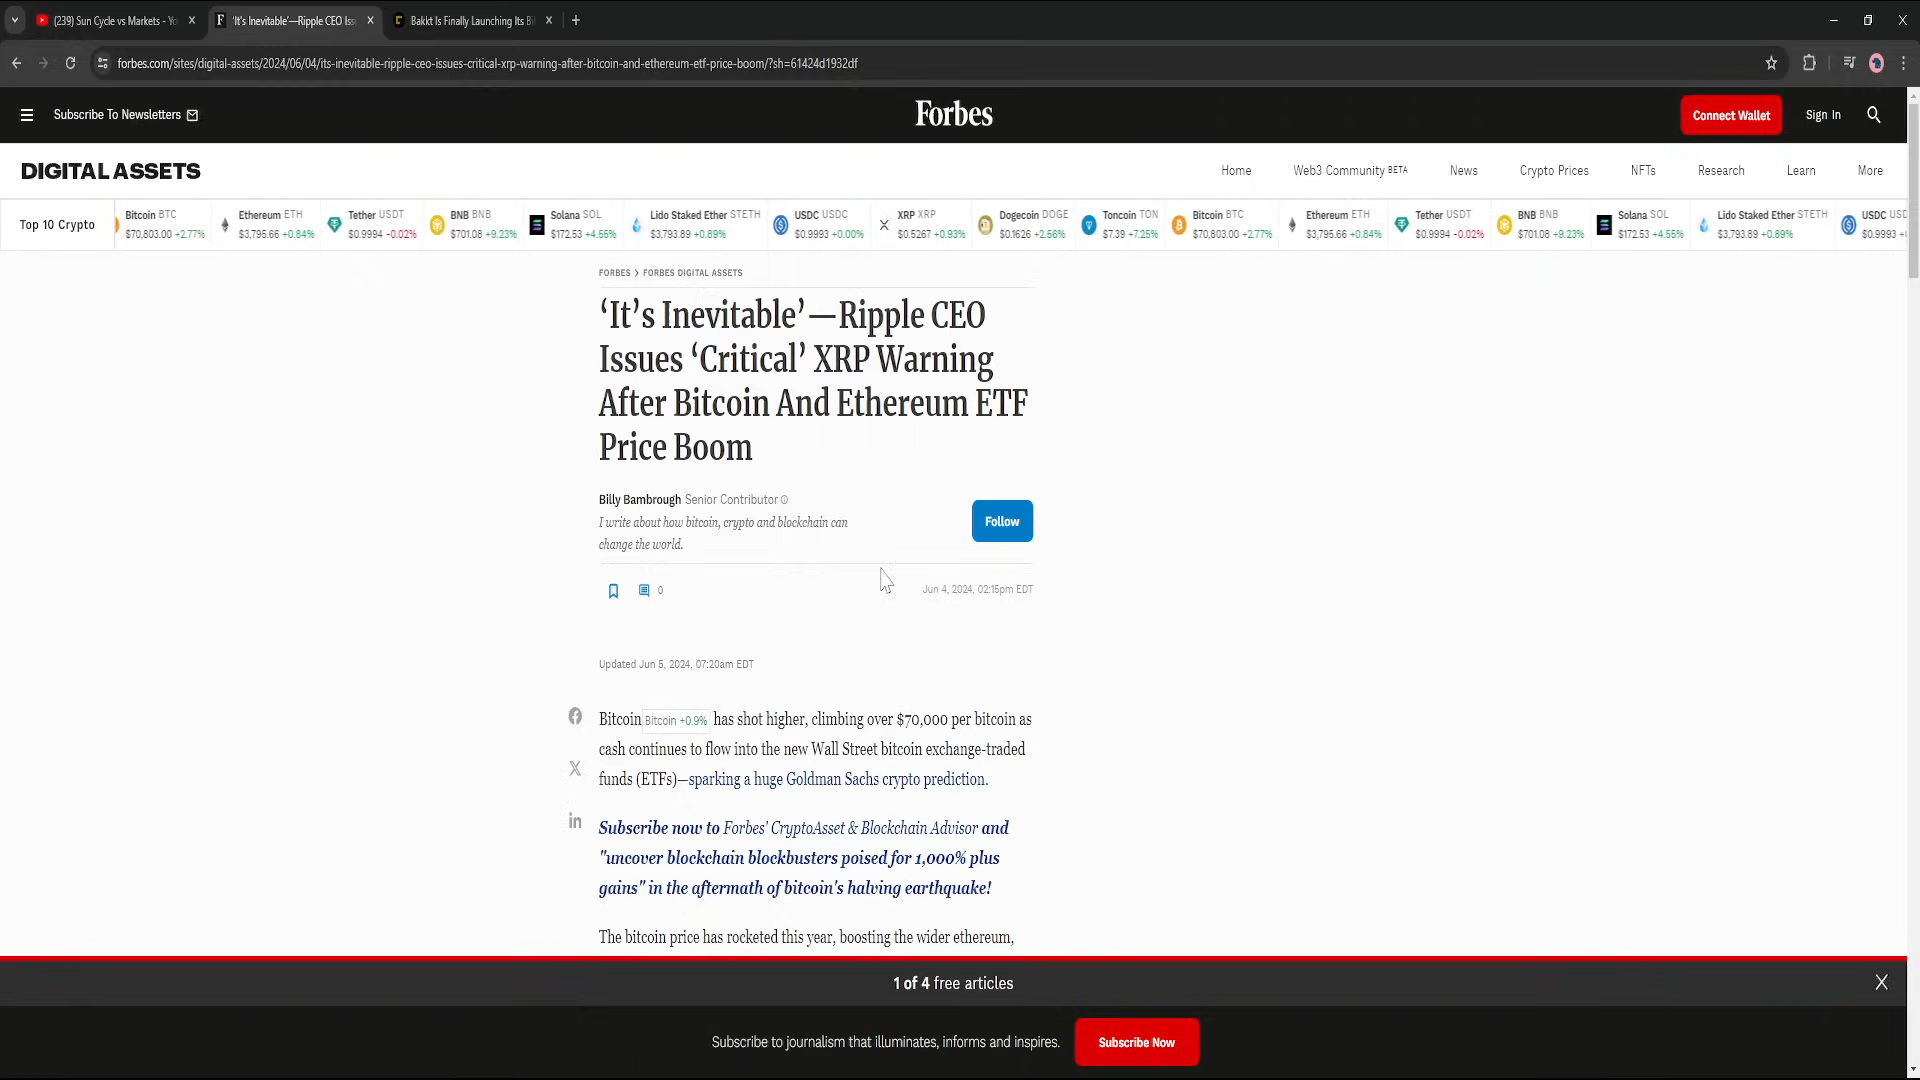 (239) Sun Cycle vs Markets - Yo
'It's Inevitable'—Ripple CEO Iss
Bakkt Is Finally Launching Its Bi
forbes.com/sites/digital-assets/2024/06/04/its-inevitable-ripple-ceo-issues-critical-xrp-warning-after-bitcoin-and-ethereum-etf-price-boom/?sh=61424d1932df
Subscribe To Newsletters
Forbes
Connect Wallet
Sign In
DIGITAL ASSETS
Home
Web3 Community BETA
News
Crypto Prices
NFTs
Research
Learn
More
Top 10 Crypto
Bitcoin BTC
$70,803.00 +2.77%
Ethereum ETH
$3,795.66 +0.84%
Tether USDT
$0.9994 -0.02%
BNB BNB
$701.08 +9.23%
Solana SOL
$172.53 +4.55%
Lido Staked Ether STETH
$3,793.89 +0.89%
USDC USDC
$0.9993 +0.00%
XRP XRP
$0.5267 +0.93%
Dogecoin DOGE
$0.1626 +2.56%
Toncoin TON
$7.39 +7.25%
Bitcoin BTC
$70,803.00 +2.77%
Ethereum ETH
$3,795.66 +0.84%
Tether USDT
$0.9994 -0.02%
BNB BNB
$701.08 +9.23%
Solana SOL
$172.53 +4.55%
Lido Staked Ether STETH
$3,793.89 +0.89%
USDC USD
$0.9993 +
FORBES > FORBES DIGITAL ASSETS
‘It’s Inevitable’—Ripple CEO
Issues ‘Critical’ XRP Warning
After Bitcoin And Ethereum ETF
Price Boom
Billy Bambrough Senior Contributor
I write about how bitcoin, crypto and blockchain can
change the world.
Follow
0
Jun 4, 2024, 02:15pm EDT
Updated Jun 5, 2024, 07:20am EDT
Bitcoin Bitcoin +0.9% has shot higher, climbing over $70,000 per bitcoin as
cash continues to flow into the new Wall Street bitcoin exchange-traded
funds (ETFs)—sparking a huge Goldman Sachs crypto prediction.
Subscribe now to Forbes' CryptoAsset & Blockchain Advisor and
"uncover blockchain blockbusters poised for 1,000% plus
gains" in the aftermath of bitcoin's halving earthquake!
The bitcoin price has rocketed this year, boosting the wider ethereum,
1 of 4 free articles
Subscribe to journalism that illuminates, informs and inspires.
Subscribe Now